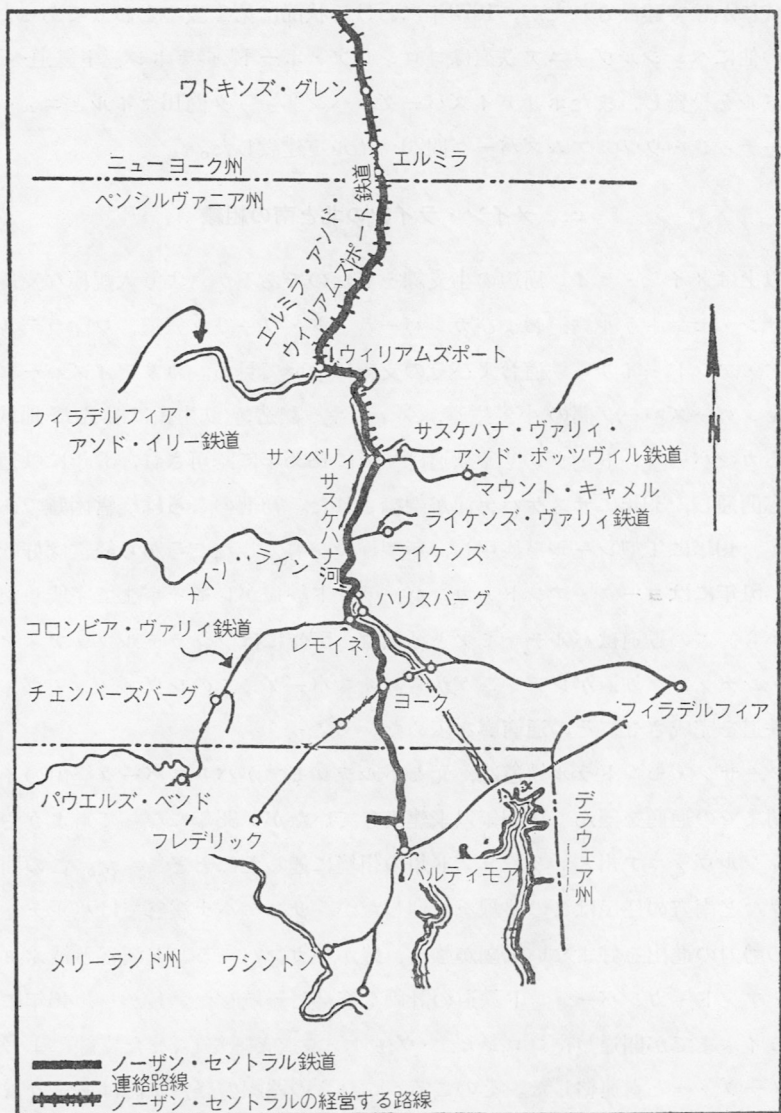 ワトキンズ・グレン
エルミラ
ニューヨーク州
ペンシルヴァニア州
エルミラ・アンド・
ウィリアムズポート鉄道
ウィリアムズポート
フィラデルフィア・
アンド・イリー鉄道
サスケハナ・ヴァリィ・
アンド・ポッツヴィル鉄道
サンベリィ
マウント・キャメル
サスケハナ河
ライケンズ・ヴァリィ鉄道
ライケンズ
メイン・ライン
ハリスバーグ
コロンビア・ヴァリィ鉄道
レモイネ
チェンバーズバーグ
ヨーク
フィラデルフィア
パウエルズ・ベンド
フレデリック
デラウェア州
バルティモア
メリーランド州
ワシントン
ノーザン・セントラル鉄道
連絡路線
ノーザン・セントラルの経営する路線